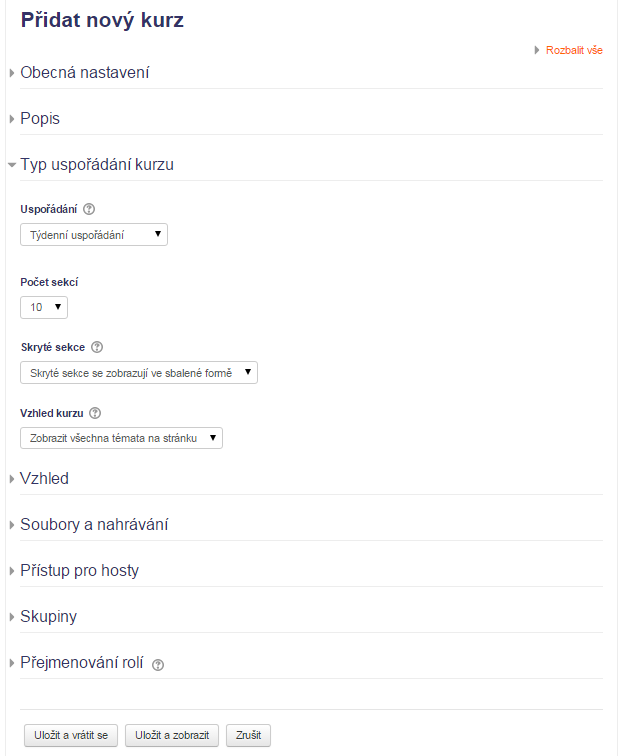 Přidat nový kurz
Rozbalit vše
Obecná nastavení
Popis
Typ uspořádání kurzu
Uspořádání
Týdenní uspořádání
Počet sekcí
10
Skryté sekce
Skryté sekce se zobrazují ve sbalené formě
Vzhled kurzu
Zobrazit všechna témata na stránku
Vzhled
Soubory a nahrávání
Přístup pro hosty
Skupiny
Přejmenování rolí
Uložit a vrátit se Uložit a zobrazit Zrušit